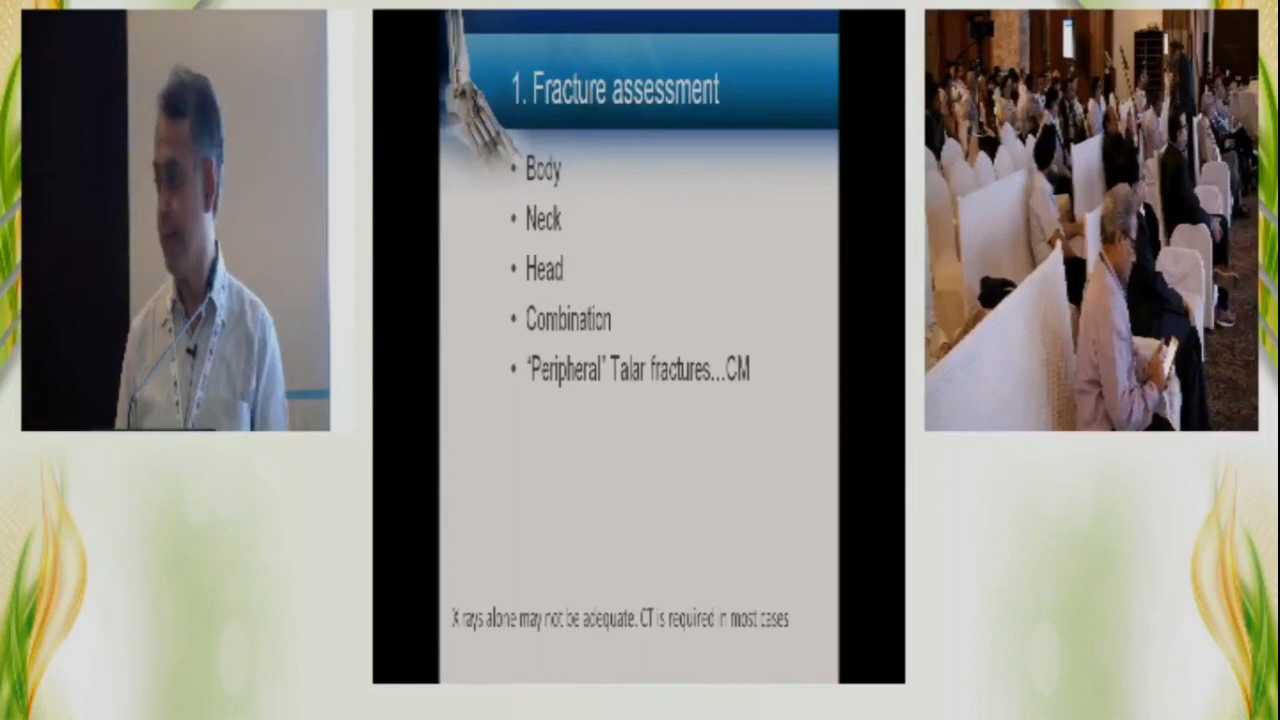 1. Fracture assessment
• Body
• Neck
• Head
• Combination
• "Peripheral" Talar fractures...CM
X rays alone may not be adequate. CT is required in most cases